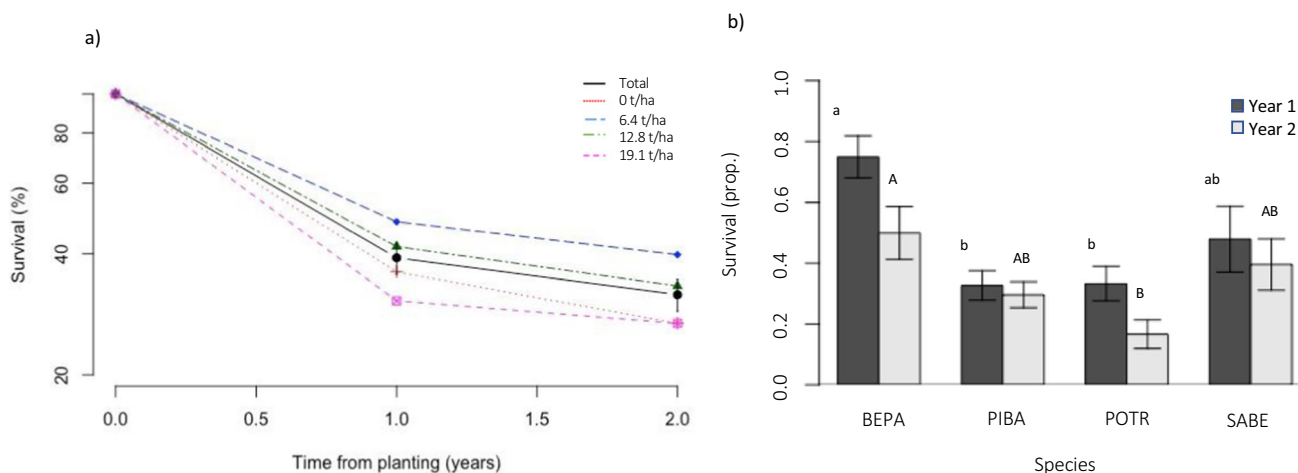 a)
Total
0 t/ha
6.4 t/ha
12.8 t/ha
19.1 t/ha
Survival (%)
80
60
40
20
0.0 0.5 1.0 1.5 2.0
Time from planting (years)
b)
Year 1
Year 2
Survival (prop.)
1.0
0.8
0.6
0.4
0.2
0.0
a
A
b
AB
b
B
ab
AB
BEPA PIBA POTR SABE
Species